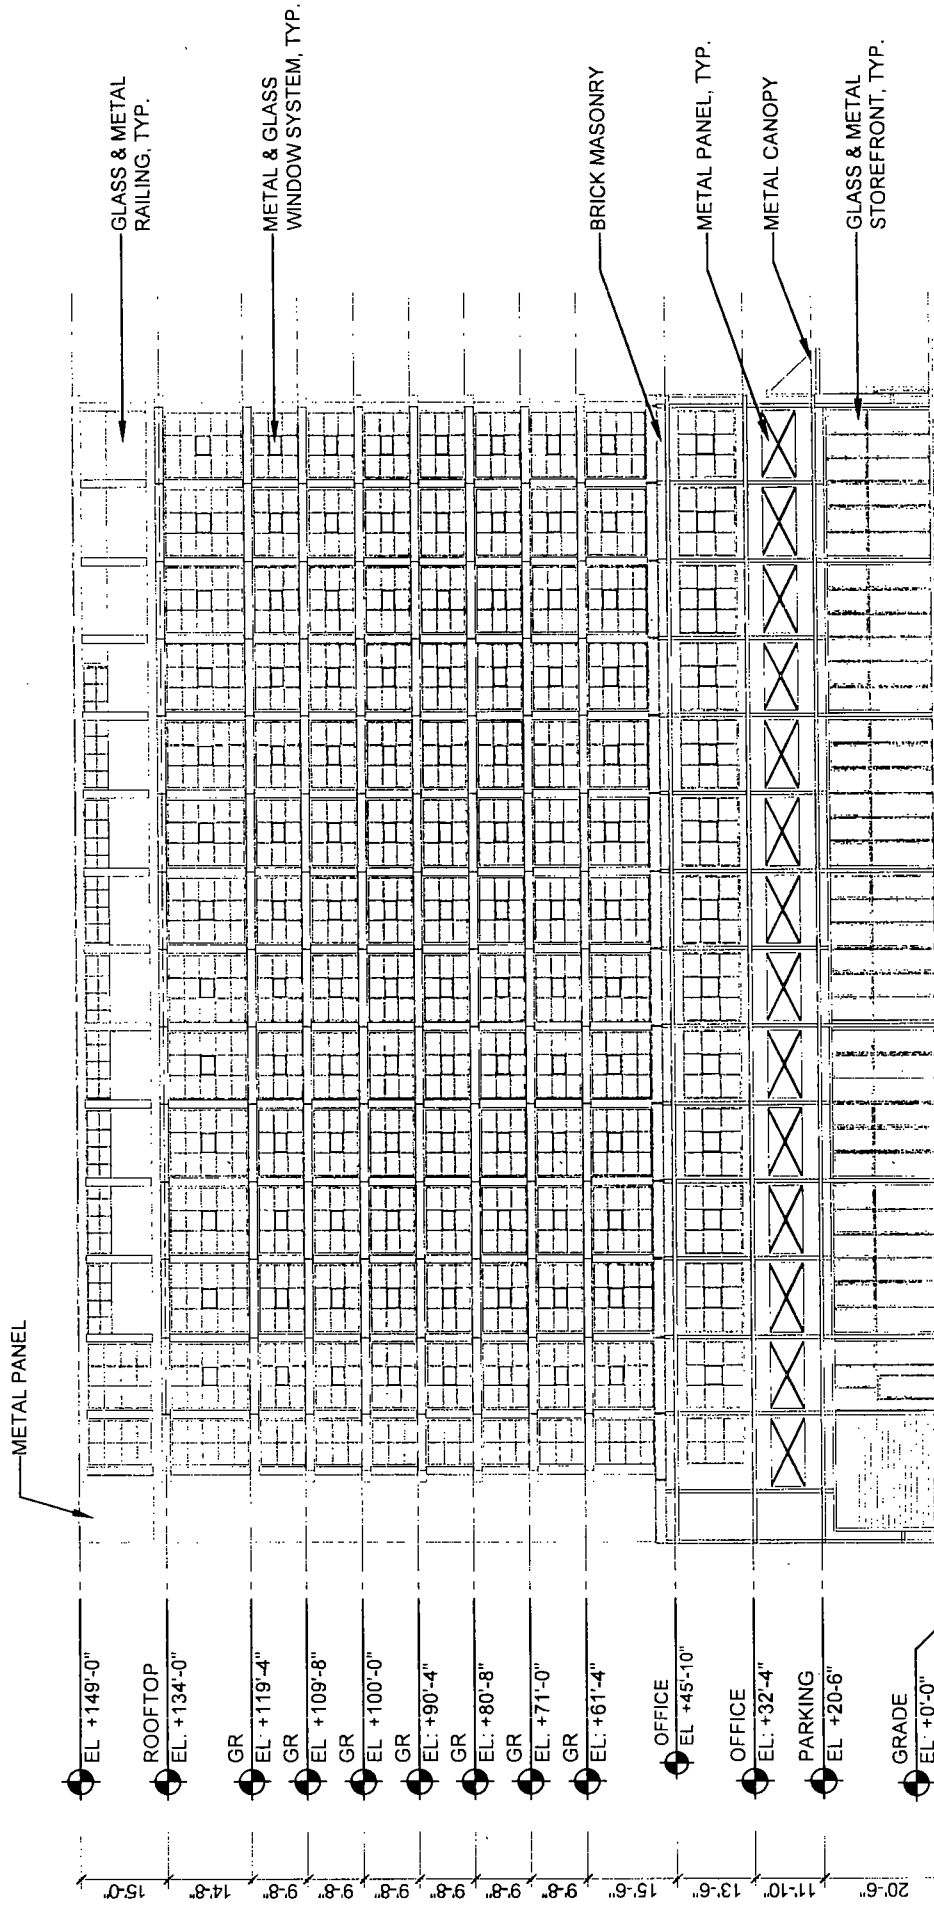 METAL PANEL
GLASS & METAL
RAILING, TYP.
METAL & GLASS
WINDOW SYSTEM, TYP.
BRICK MASONRY
METAL PANEL, TYP.
METAL CANOPY
GLASS & METAL
STOREFRONT, TYP.
EL: +149'-0"
ROOFTOP
EL: +134'-0"
GR
EL: +119'-4"
GR
EL: +109'-8"
GR
EL: +100'-0"
GR
EL: +90'-4"
GR
EL: +80'-8"
GR
EL: +71'-0"
GR
EL: +61'-4"
OFFICE
EL +45'-10"
OFFICE
EL: +32'-4"
PARKING
EL +20-6"
GRADE
EL: +0'-0"
15'-0"
14'-8"
9'-8"
9'-8"
9'-8"
9'-8"
9'-8"
9'-8"
15'-6"
13'-6"
11'-10"
20'-6"